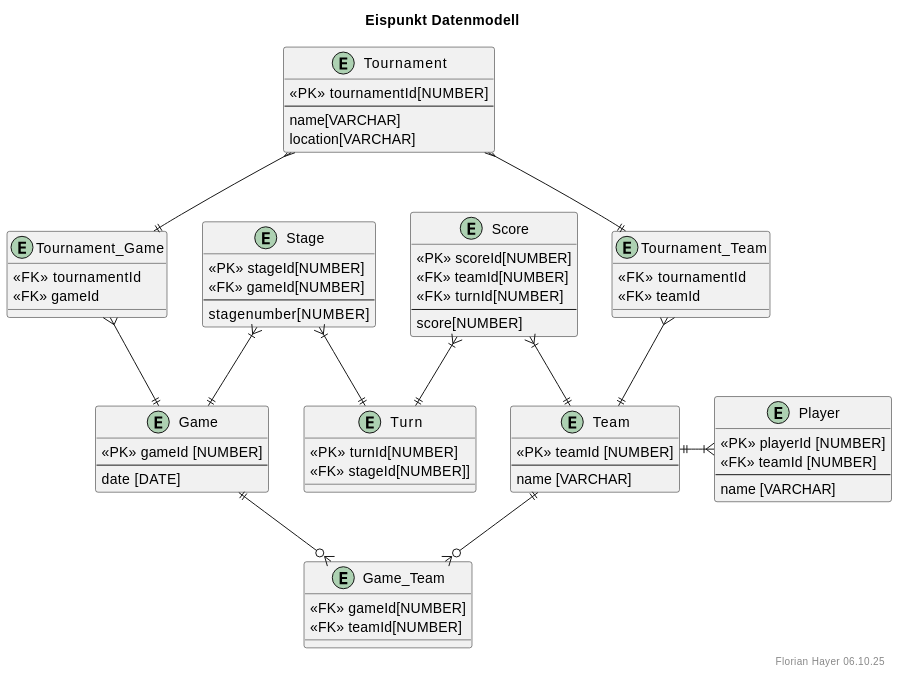 Eispunkt Datenmodell
E Tournament
«PK» tournamentId[NUMBER]
name[VARCHAR]
location[VARCHAR]
E Tournament_Game
«FK» tournamentId
«FK» gameId
E Stage
«PK» stageId[NUMBER]
«FK» gameId[NUMBER]
stagenumber[NUMBER]
E Score
«PK» scoreId[NUMBER]
«FK» teamId[NUMBER]
«FK» turnId[NUMBER]
score[NUMBER]
E Tournament_Team
«FK» tournamentId
«FK» teamId
E Game
«PK» gameId [NUMBER]
date [DATE]
E Turn
«PK» turnId[NUMBER]
«FK» stageId[NUMBER]]
E Team
«PK» teamId [NUMBER]
name [VARCHAR]
E Player
«PK» playerId [NUMBER]
«FK» teamId [NUMBER]
name [VARCHAR]
E Game_Team
«FK» gameId[NUMBER]
«FK» teamId[NUMBER]
Florian Hayer 06.10.25